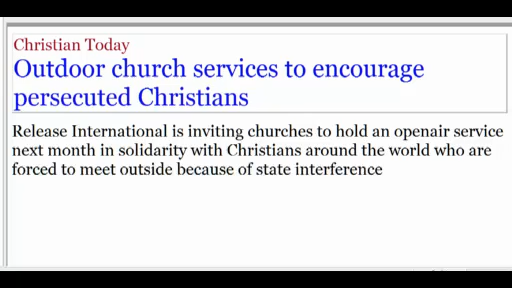 Christian Today
Outdoor church services to encourage
persecuted Christians
Release International is inviting churches to hold an openair service
next month in solidarity with Christians around the world who are
forced to meet outside because of state interference